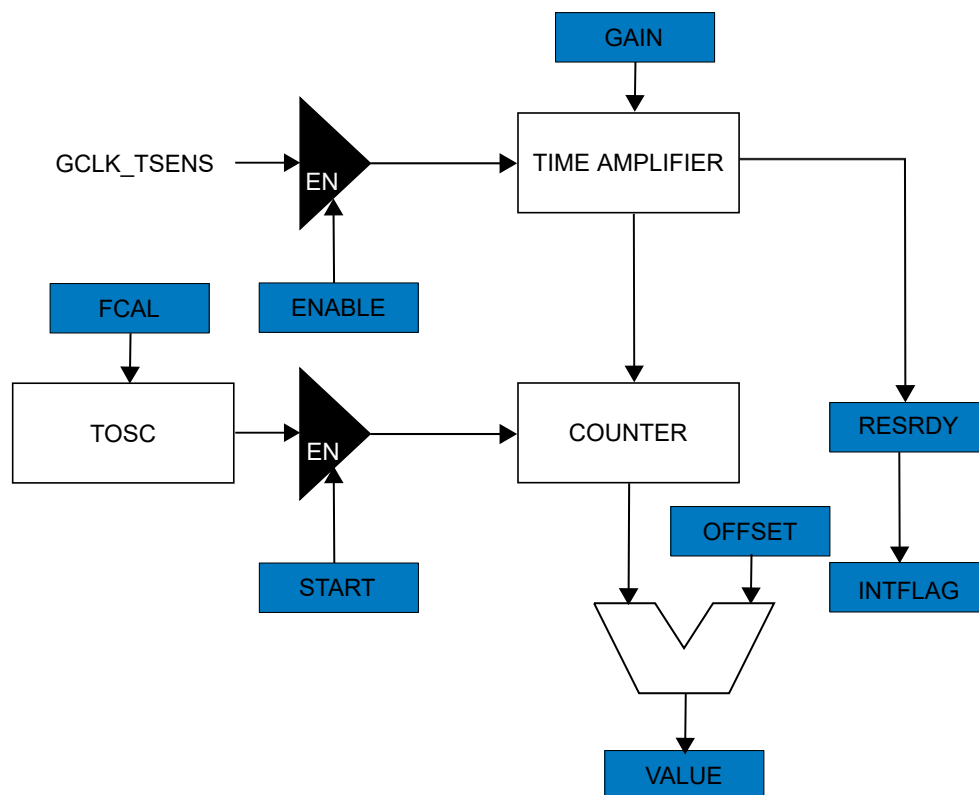 GAIN
GCLK_TSENS
EN
TIME AMPLIFIER
FCAL
ENABLE
TOSC
EN
COUNTER
RESRDY
OFFSET
START
INTFLAG
VALUE